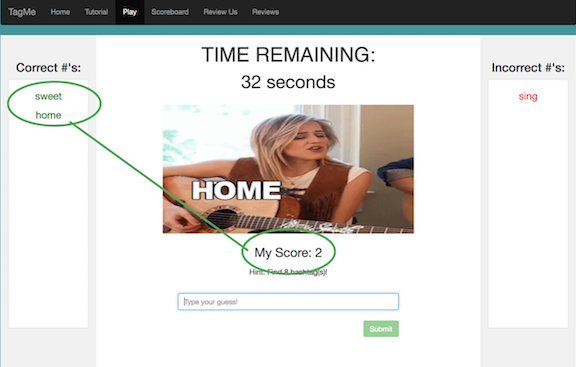 TagMe Home Tutorial Play Scoreboard Review Us Reviews
TIME REMAINING:
32 seconds
Correct #'s:
sweet
home
Incorrect #'s:
sing
HOME
My Score: 2
Hint: Find 8 hashtag(s)!
Type your guess!
Submit